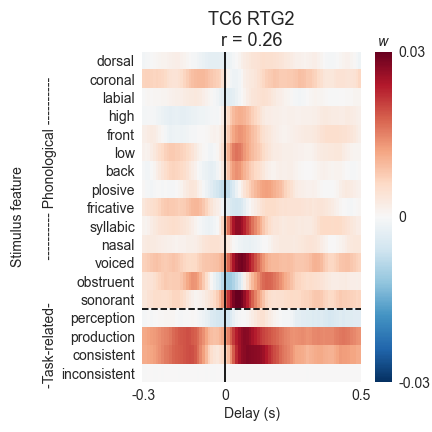 TC6 RTG2
r = 0.26
w
dorsal
coronal
labial
high
front
low
back
plosive
fricative
syllabic
nasal
voiced
obstruent
sonorant
perception
production
consistent
inconsistent
Stimulus feature
---------- Phonological ----------
-Task-related-
-0.3
0
0.5
Delay (s)
0.03
0
-0.03